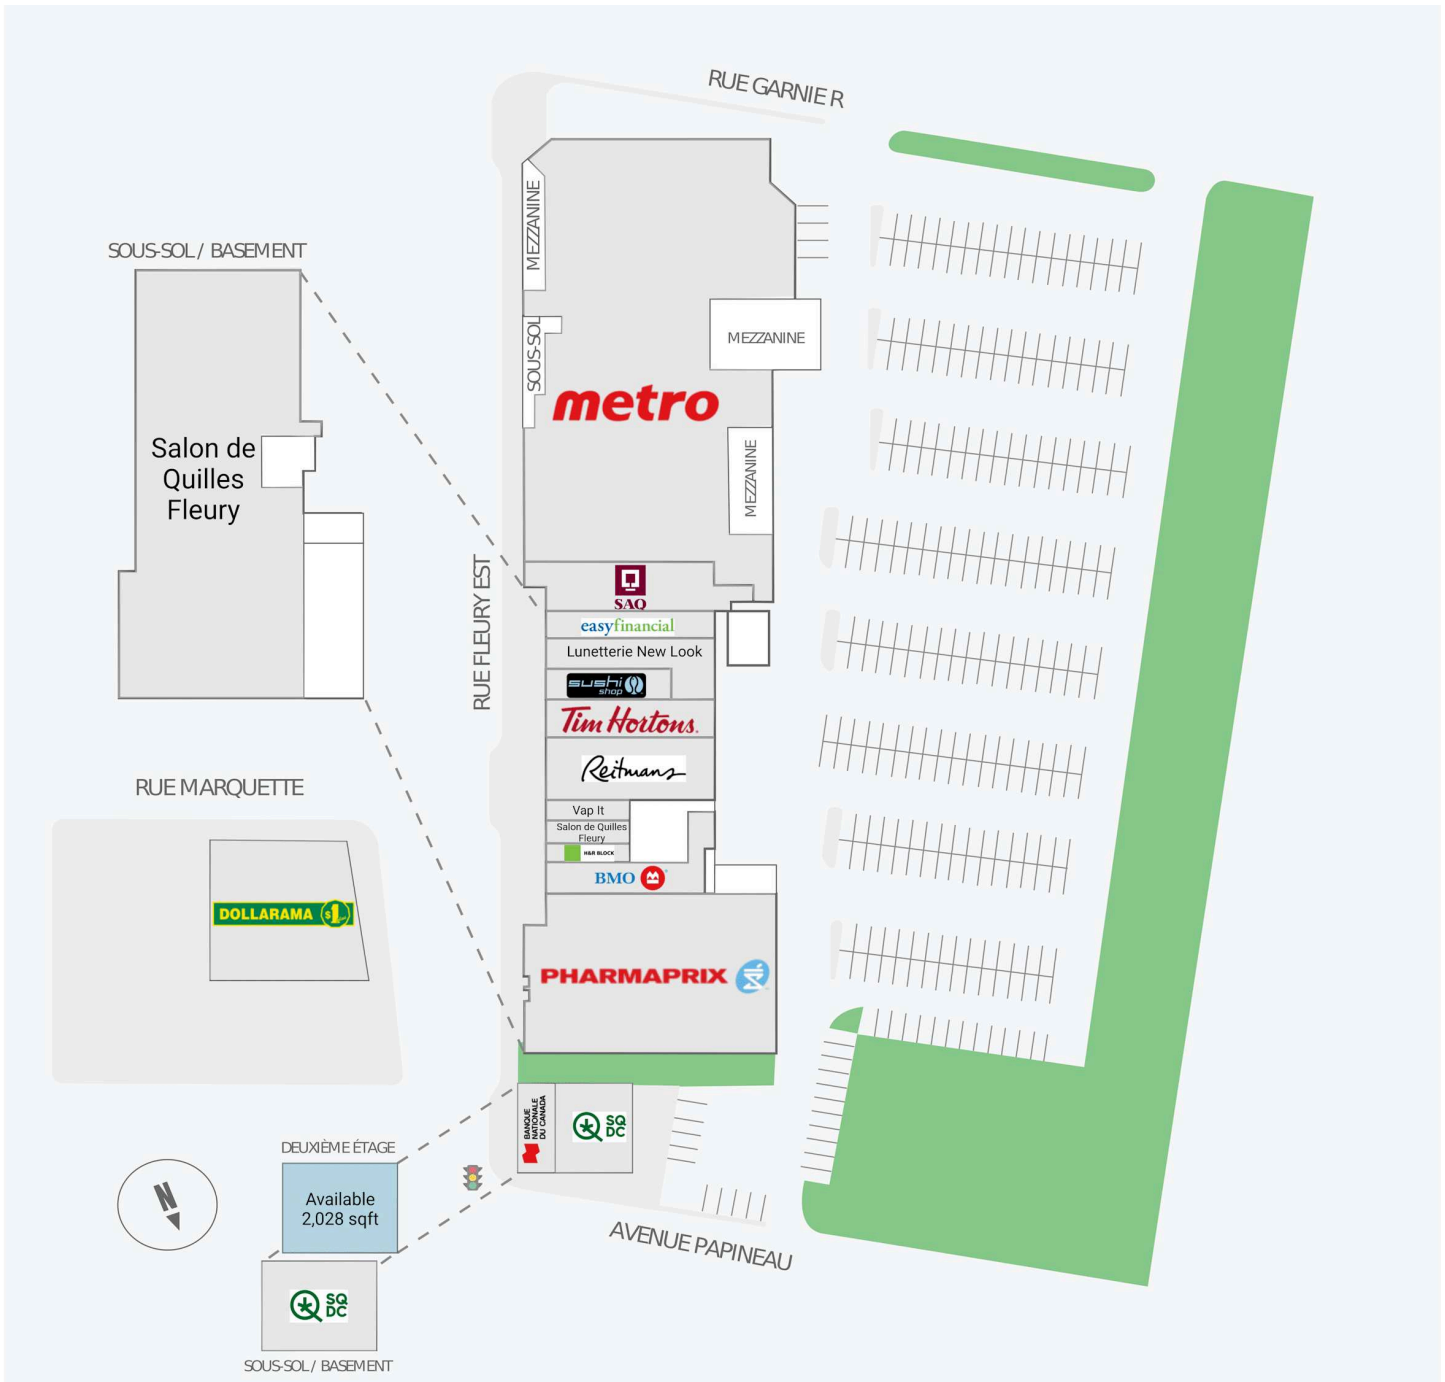 RUE GARNIER
MEZZANINE
SOUS-SOL / BASEMENT
SOUS-SOL
MEZZANINE
metro
MEZZANINE
Salon de
Quilles
Fleury
RUE FLEURY EST
SAQ
easyfinancial
Lunetterie New Look
sushi
shop
Tim Hortons.
Reitmans
RUE MARQUETTE
Vap It
Salon de Quilles
Fleury
H&R BLOCK
BMO
DOLLARAMA $1
PHARMAPRIX
BANQUE
NATIONALE
DU CANADA
SQ
DC
DEUXIÈME ÉTAGE
Available
2,028 sqft
N
AVENUE PAPINEAU
SQ
DC
SOUS-SOL / BASEMENT